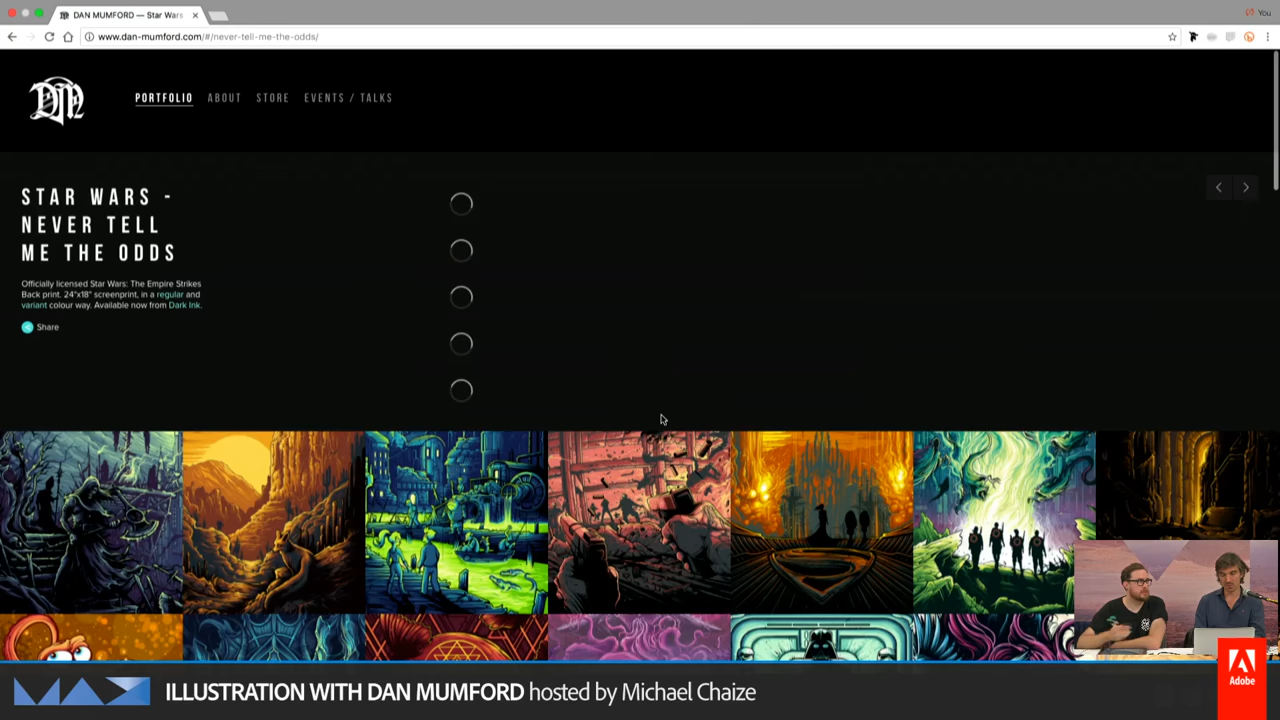 DAN MUMFORD — Star Wars
You
www.dan-mumford.com/#/never-tell-me-the-odds/
DM
PORTFOLIO ABOUT STORE EVENTS / TALKS
STAR WARS -
NEVER TELL
ME THE ODDS
Officially licensed Star Wars: The Empire Strikes
Back print. 24"x18" screenprint, in a regular and
variant colour way. Available now from Dark Ink.
Share
MAX
ILLUSTRATION WITH DAN MUMFORD hosted by Michael Chaize
Adobe